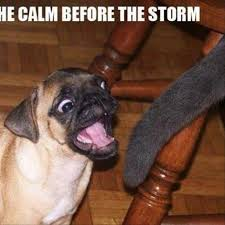 HE CALM BEFORE THE STORM